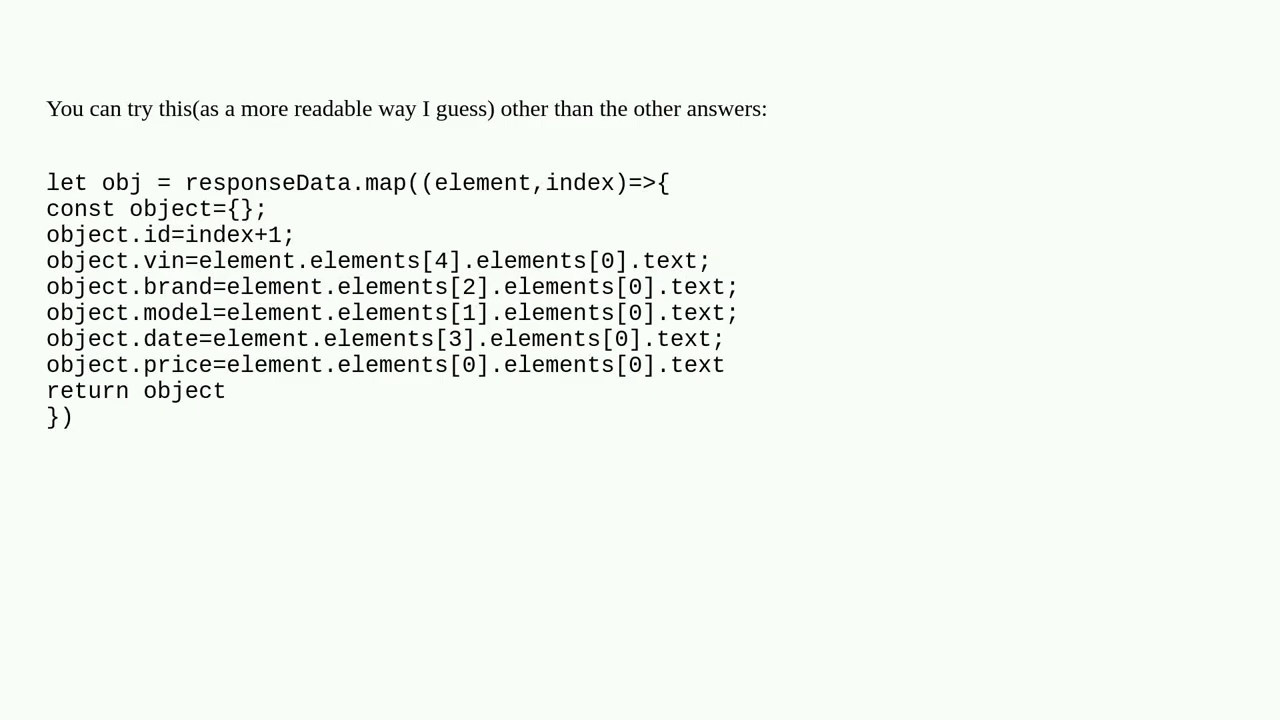 You can try this(as a more readable way I guess) other than the other answers:
let obj = responseData.map((element,index)=>{
const object={};
object.id=index+1;
object.vin=element.elements[4].elements[0].text;
object.brand=element.elements[2].elements[0].text;
object.model=element.elements[1].elements[0].text;
object.date=element.elements[3].elements[0].text;
object.price=element.elements[0].elements[0].text
return object
})